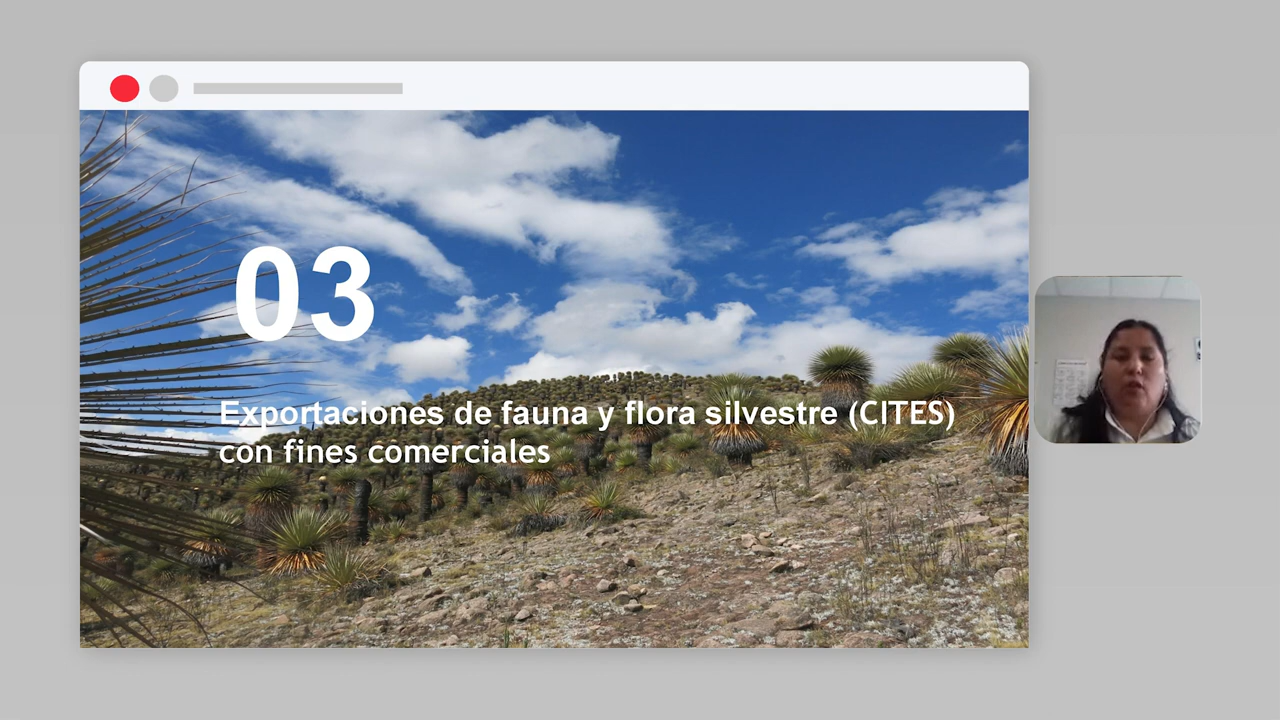 03
Exportaciones de fauna y flora silvestre (CITES)
con fines comerciales